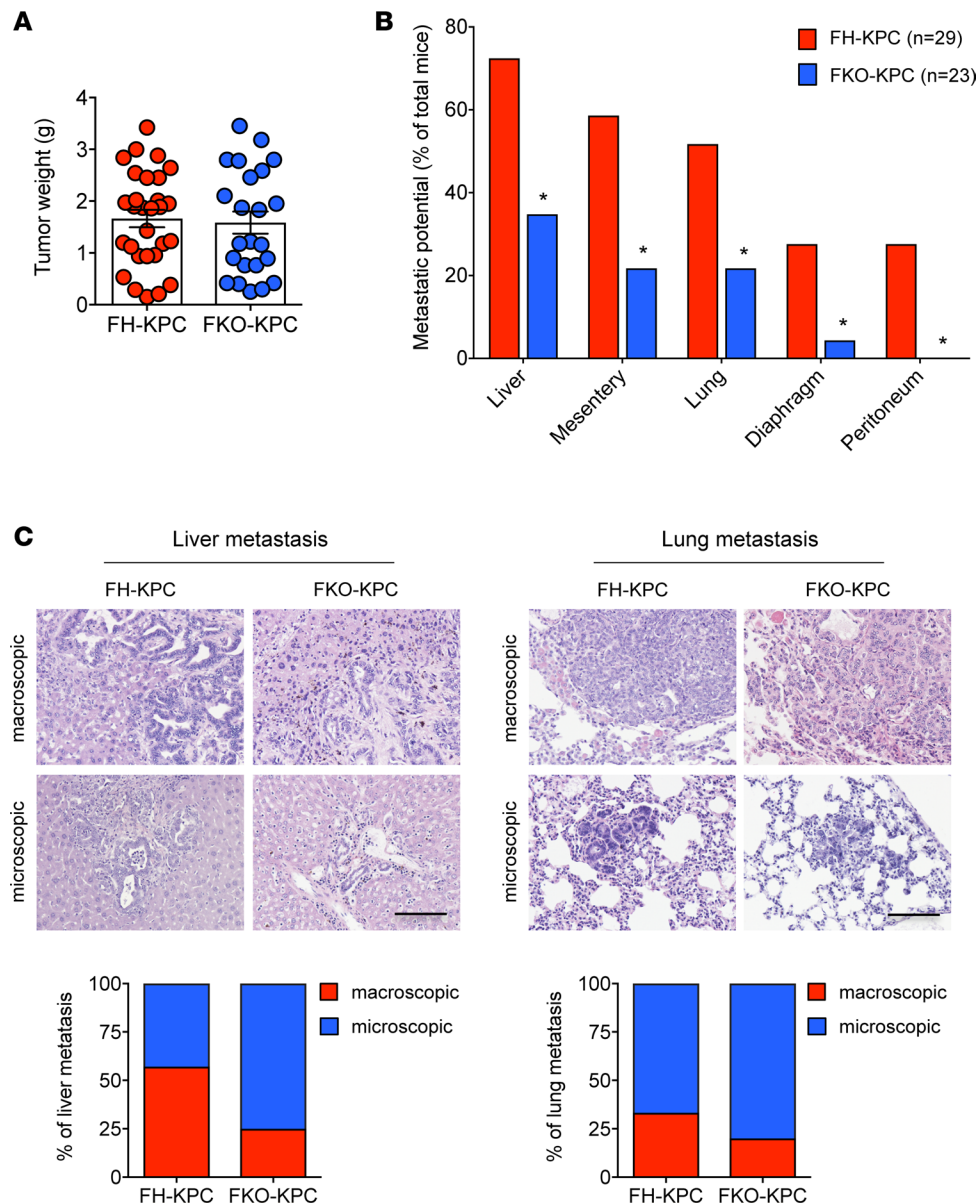 A
Tumor weight (g)
4
3
2
1
0
FH-KPC
FKO-KPC
B
Metastatic potential (% of total mice)
80
60
40
20
0
FH-KPC (n=29)
FKO-KPC (n=23)
*
*
*
*
*
Liver
Mesentery
Lung
Diaphragm
Peritoneum
C
Liver metastasis
FH-KPC
FKO-KPC
macroscopic
microscopic
Lung metastasis
FH-KPC
FKO-KPC
macroscopic
microscopic
% of liver metastasis
100
75
50
25
0
FH-KPC
FKO-KPC
macroscopic
microscopic
% of lung metastasis
100
75
50
25
0
FH-KPC
FKO-KPC
macroscopic
microscopic